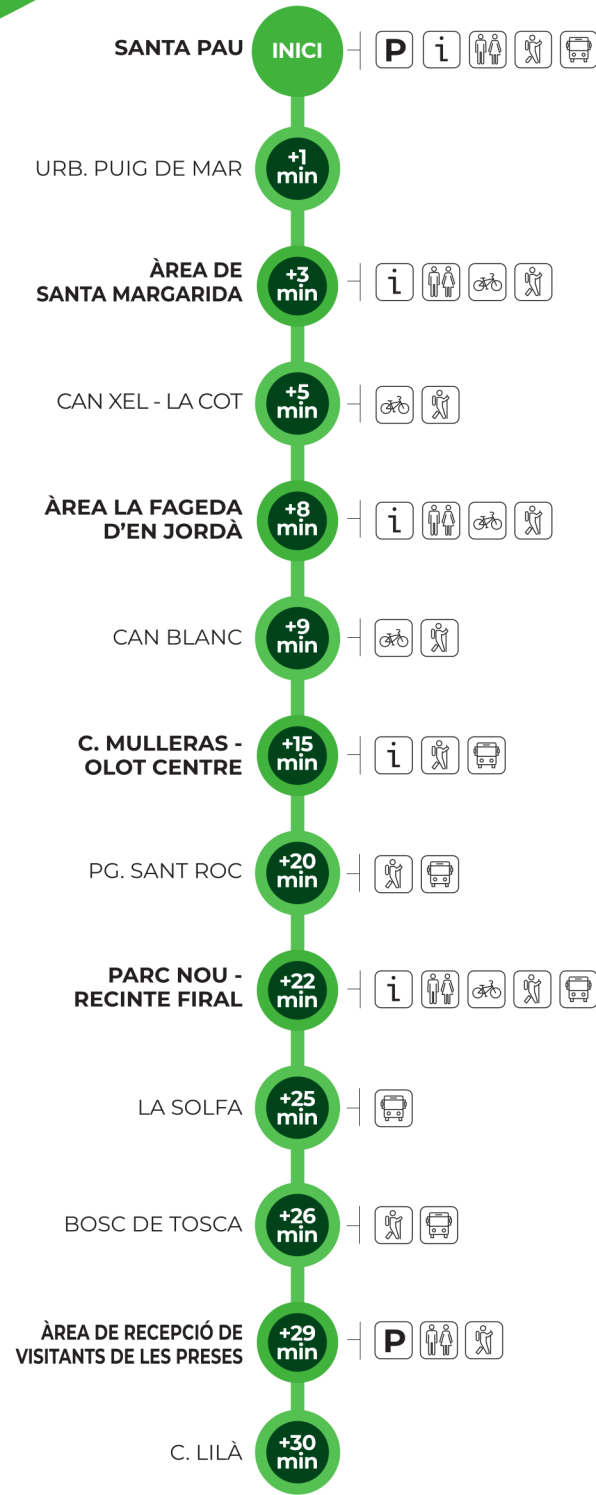 SANTA PAU INICI P i
URB. PUIG DE MAR +1
min
ÀREA DE
SANTA MARGARIDA +3
min i
CAN XEL - LA COT +5
min
ÀREA LA FAGEDA
D'EN JORDÀ +8
min i
CAN BLANC +9
min
C. MULLERAS -
OLOT CENTRE +15
min i
PG. SANT ROC +20
min
PARC NOU -
RECINTE FIRAL +22
min i
LA SOLFA +25
min
BOSC DE TOSCA +26
min
ÀREA DE RECEPCIÓ DE
VISITANTS DE LES PRESES +29
min P
C. LILÀ +30
min